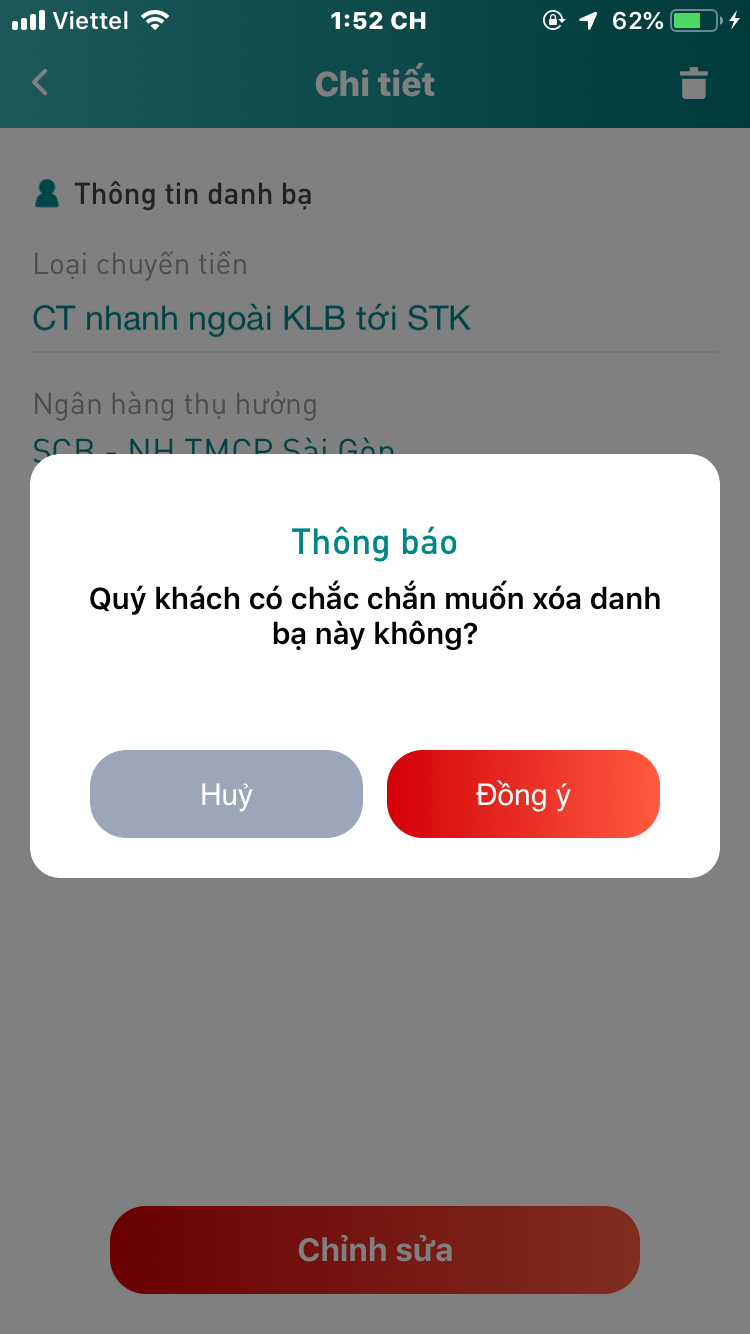 Viettel 1:52 CH 62%
Chi tiết
Thông tin danh bạ
Loại chuyến tiền
CT nhanh ngoài KLB tới STK
Ngân hàng thụ hưởng
SCB - NH TMCP Sài Gòn
Thông báo
Quý khách có chắc chắn muốn xóa danh
bạ này không?
Huỷ Đồng ý
Chỉnh sửa